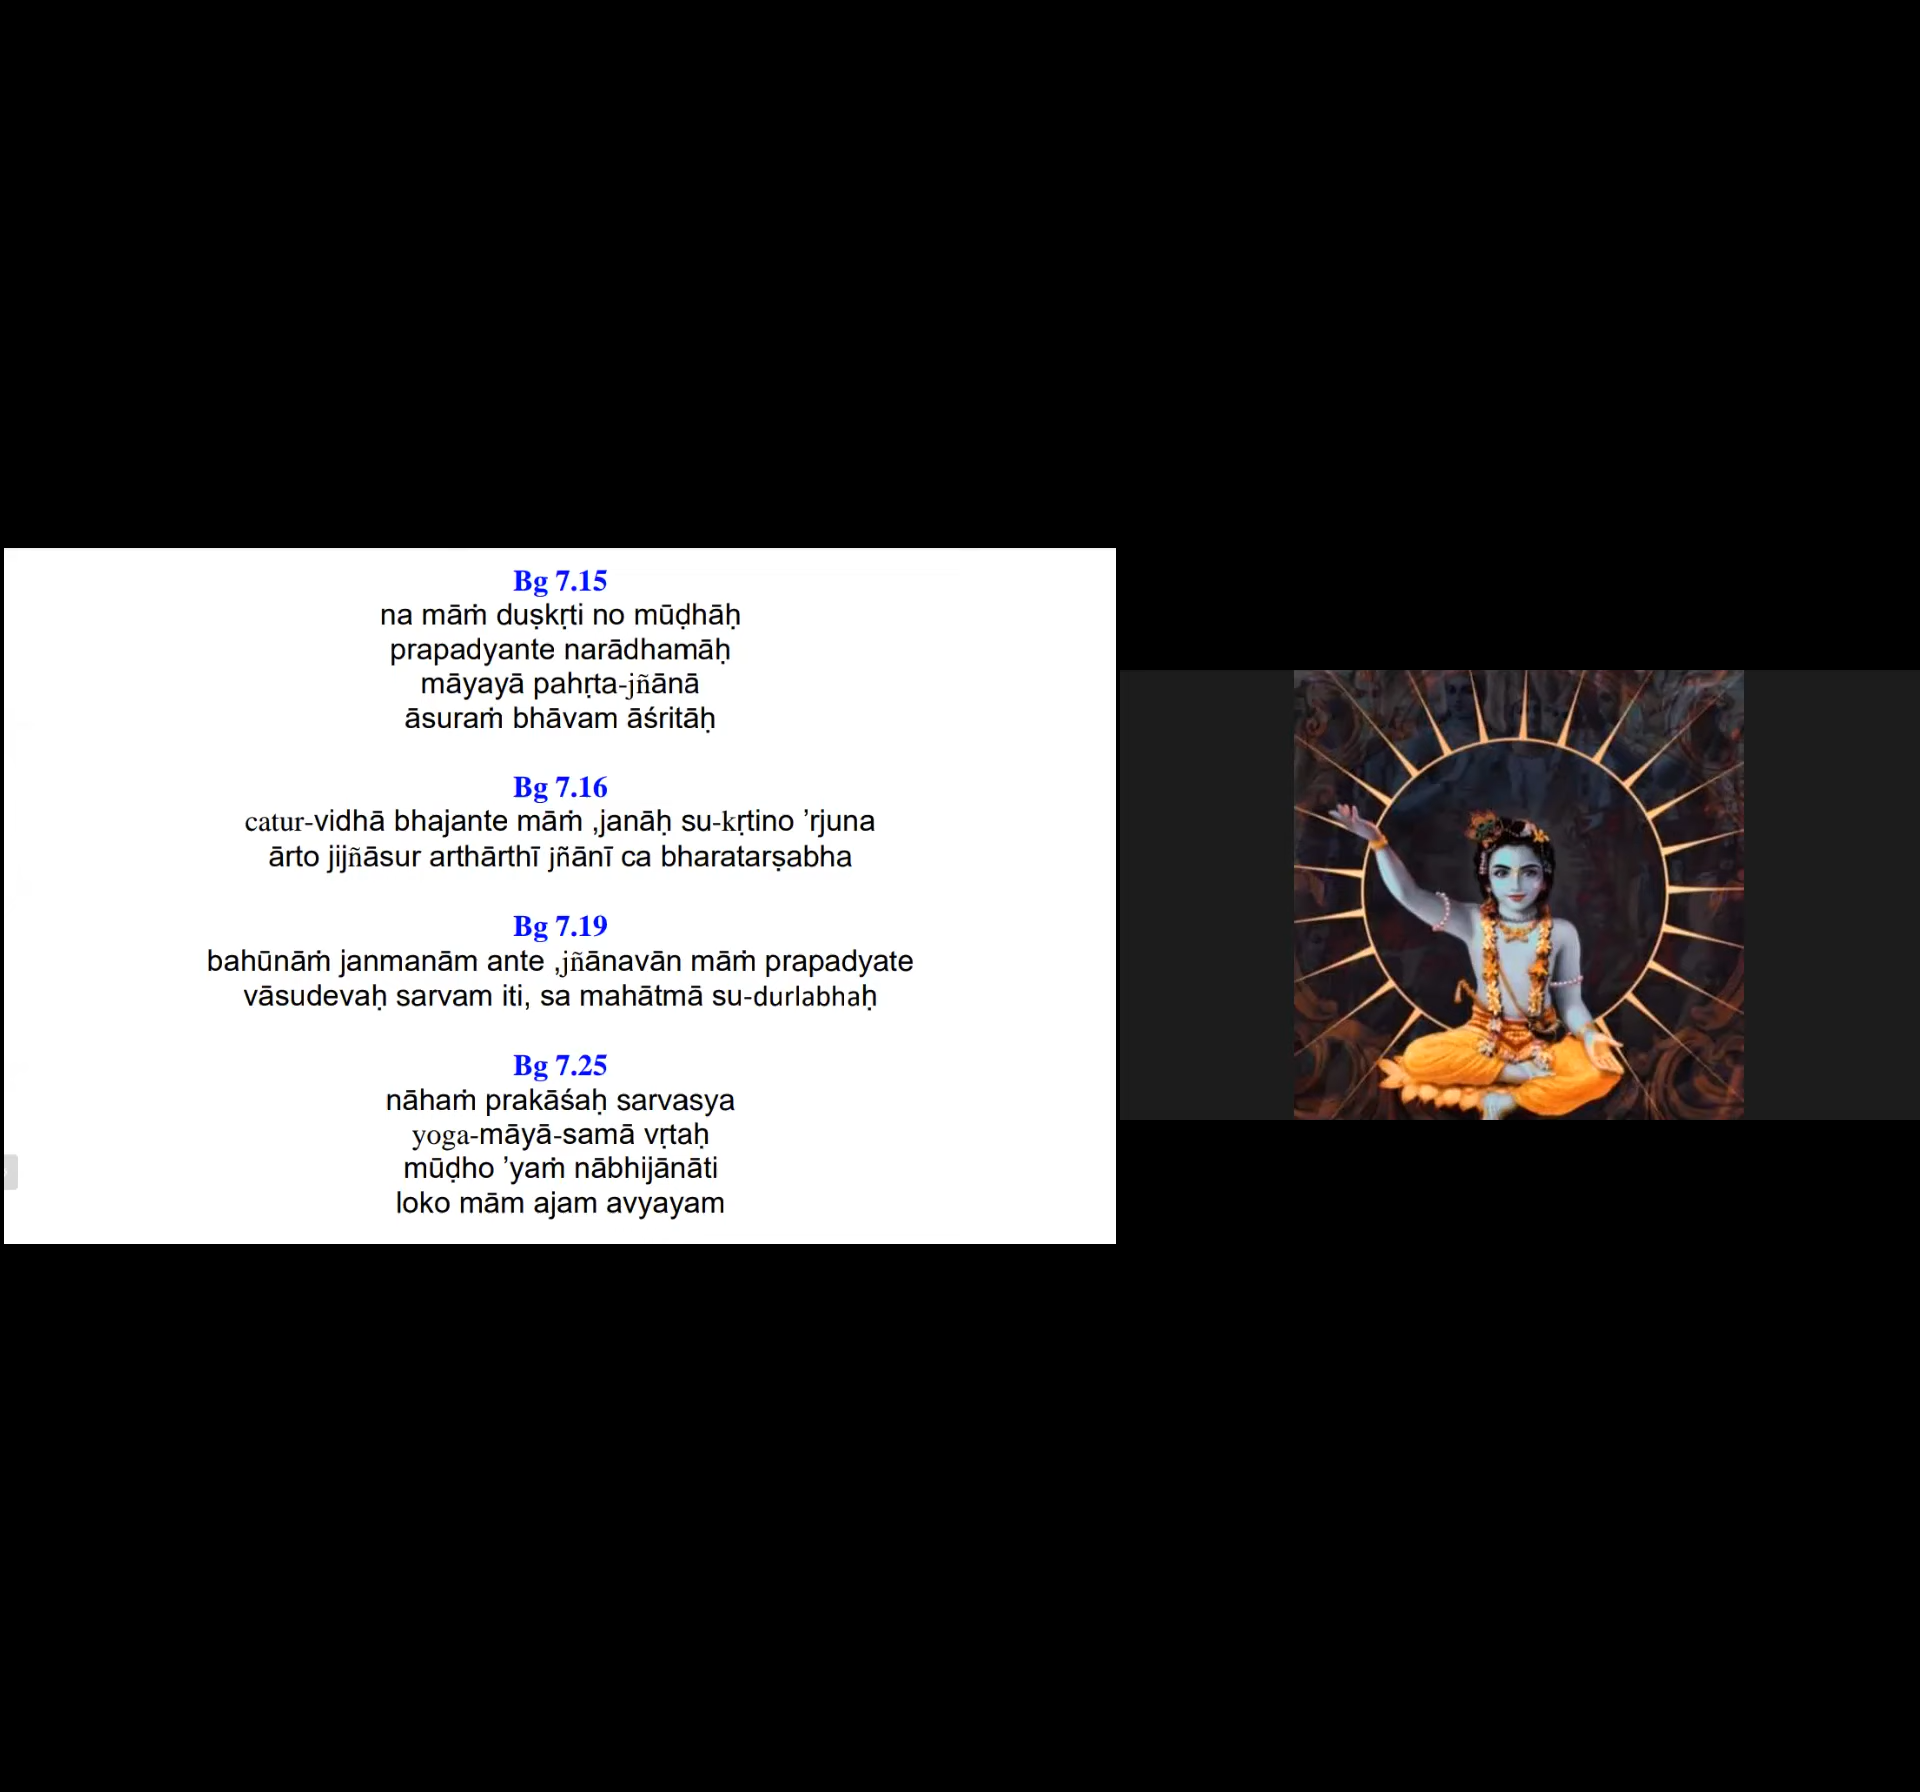 Bg 7.15
na māṁ duṣkṛti no mūḍhāḥ
prapadyante narādhamāḥ
māyayā pahṛta-jñānā
āsuraṁ bhāvam āśritāḥ
Bg 7.16
catur-vidhā bhajante māṁ ,janāḥ su-kṛtino ’rjuna
ārto jijñāsur arthārthī jñānī ca bharatarṣabha
Bg 7.19
bahūnāṁ janmanām ante ,jñānavān māṁ prapadyate
vāsudevaḥ sarvam iti, sa mahātmā su-durlabhaḥ
Bg 7.25
nāhaṁ prakāśaḥ sarvasya
yoga-māyā-samā vṛtaḥ
mūḍho ’yaṁ nābhijānāti
loko mām ajam avyayam